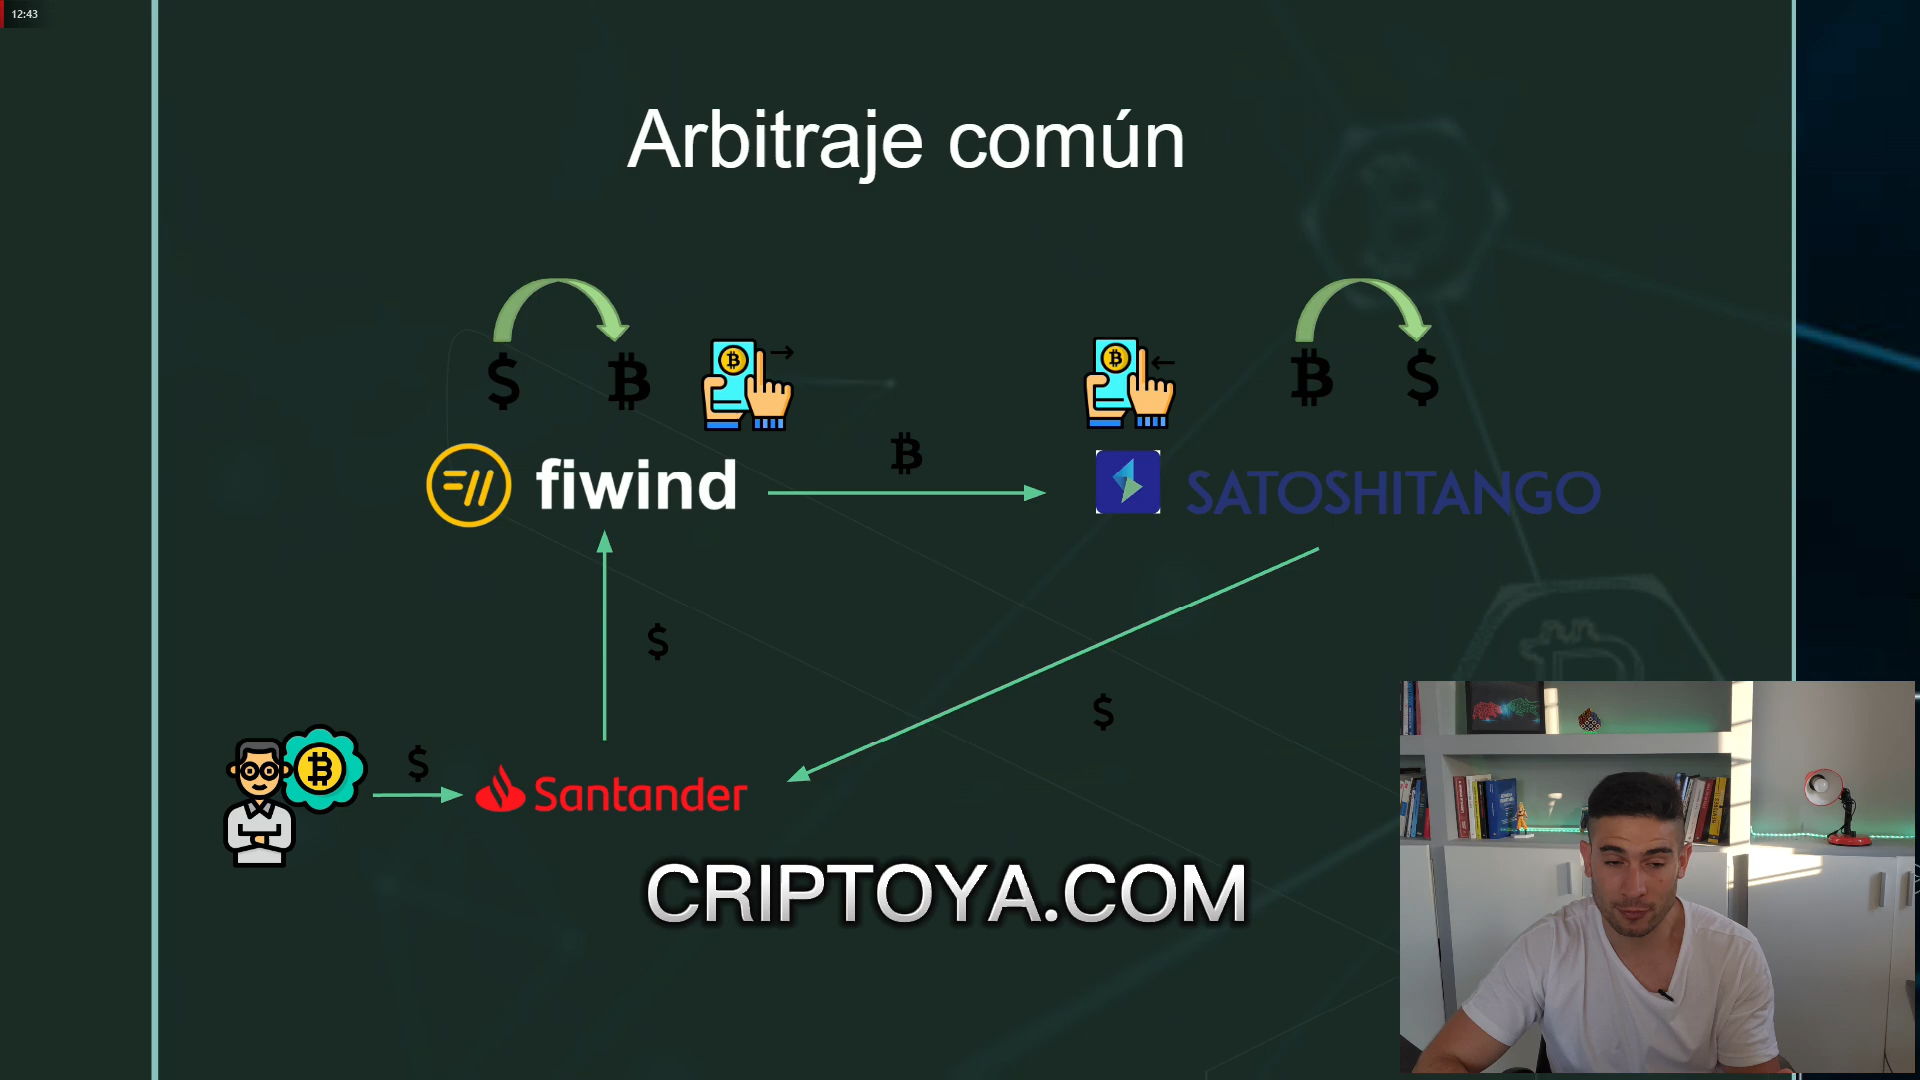 12:43
Arbitraje común
$
$
fiwind
SATOSHITANGO
$
$
$
Santander
CRIPTOYA.COM